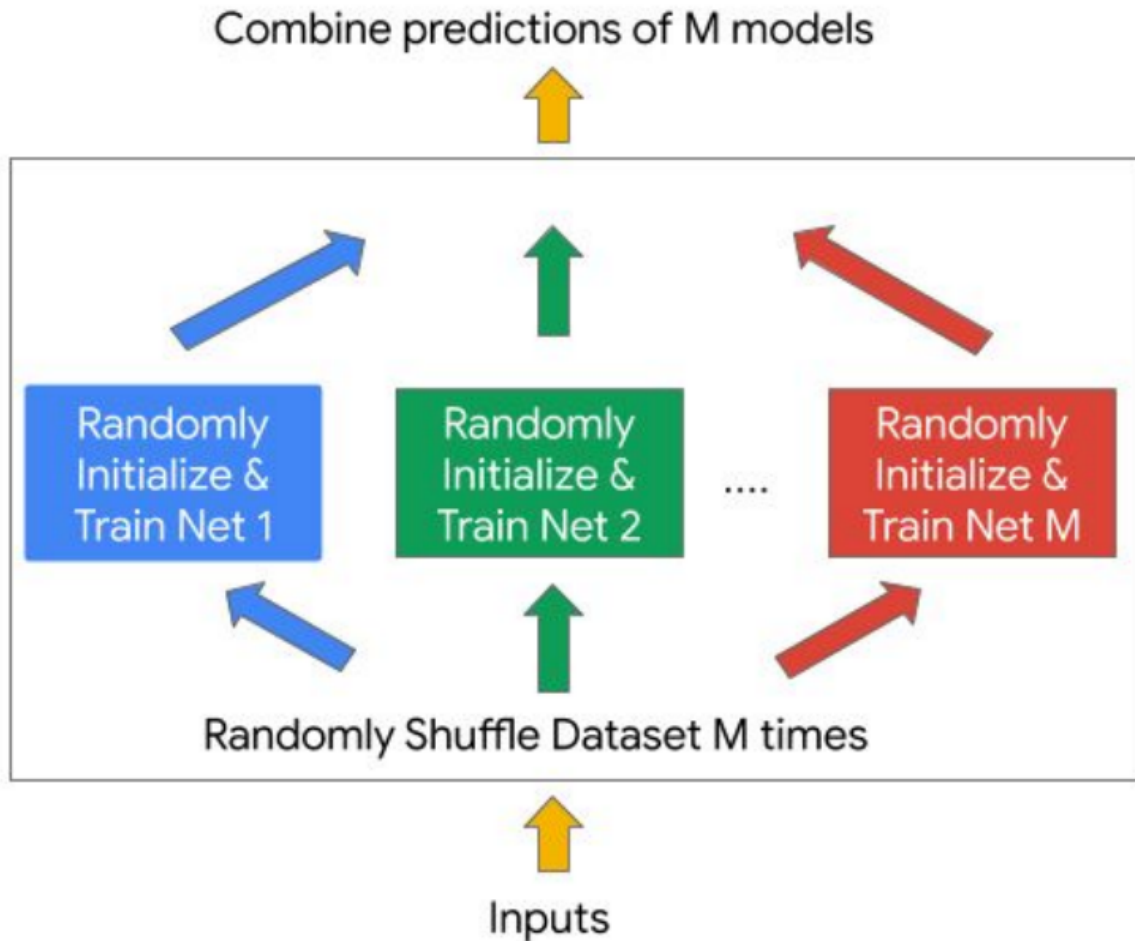 Combine predictions of M models
Randomly
Initialize &
Train Net 1
Randomly
Initialize &
Train Net 2
....
Randomly
Initialize &
Train Net M
Randomly Shuffle Dataset M times
Inputs